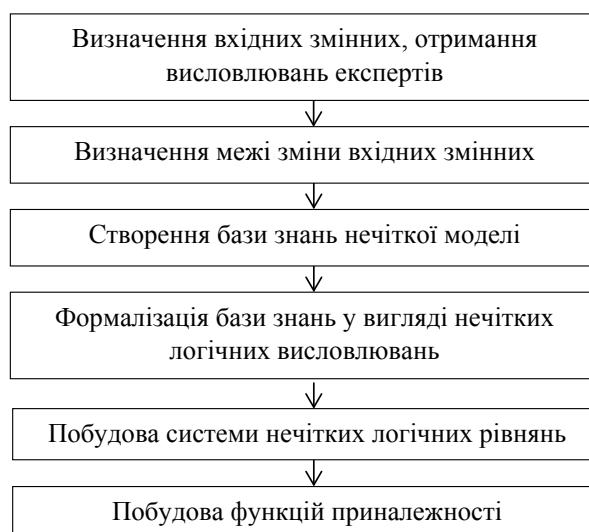 Визначення вхідних змінних, отримання
висловлювань експертів
Визначення межі зміни вхідних змінних
Створення бази знань нечіткої моделі
Формалізація бази знань у вигляді нечітких
логічних висловлювань
Побудова системи нечітких логічних рівнянь
Побудова функцій приналежності